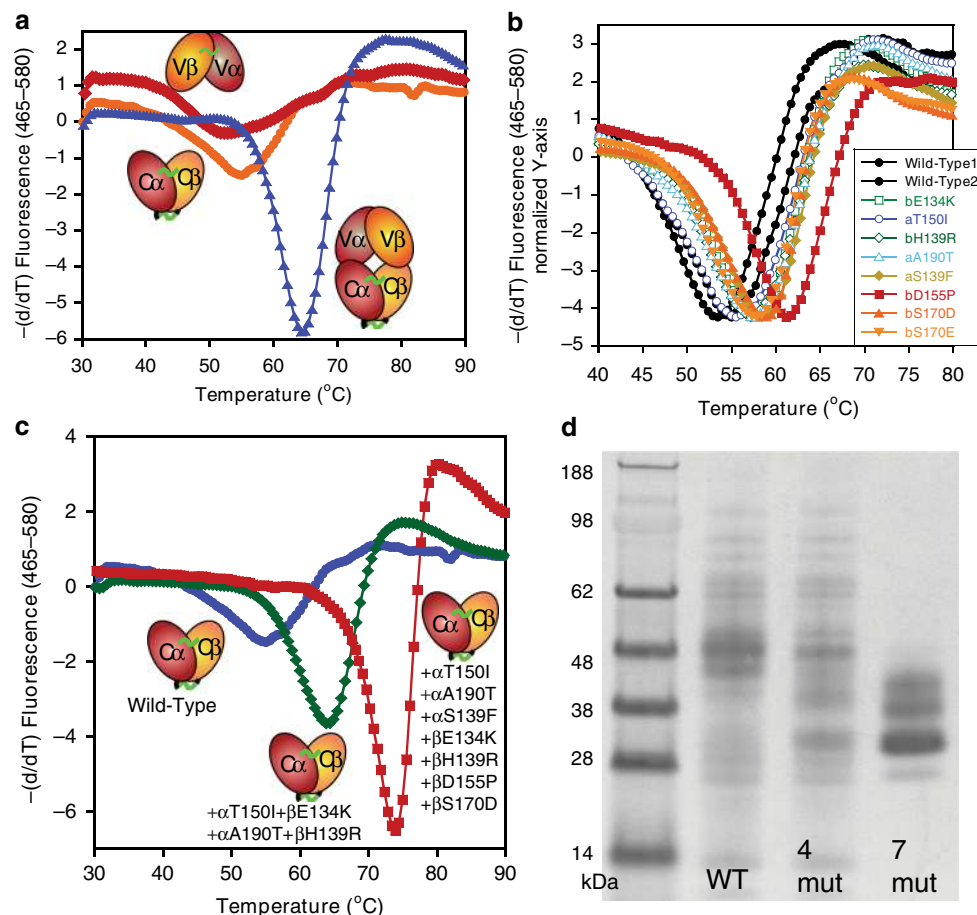 a
2
1
0
−1
−2
−3
−4
−5
−6
−(d/dT) Fluorescence (465–580)
Vβ Vα
Cα Cβ
Vα Vβ
Cα Cβ
30 40 50 60 70 80 90
Temperature (°C)
b
3
2
1
0
−1
−2
−3
−4
−5
−(d/dT) Fluorescence (465–580)
normalized Y-axis
Wild-Type1
Wild-Type2
bE134K
aT150I
bH139R
aA190T
aS139F
bD155P
bS170D
bS170E
40 45 50 55 60 65 70 75 80
Temperature (°C)
c
4
2
0
−2
−4
−6
−(d/dT) Fluorescence (465–580)
Cα Cβ
Wild-Type
Cα Cβ
+αT150I+βE134K
+αA190T+βH139R
Cα Cβ
+αT150I
+αA190T
+αS139F
+βE134K
+βH139R
+βD155P
+βS170D
30 40 50 60 70 80 90
Temperature (°C)
d
188
98
62
48
38
28
14
kDa
WT
4
mut
7
mut